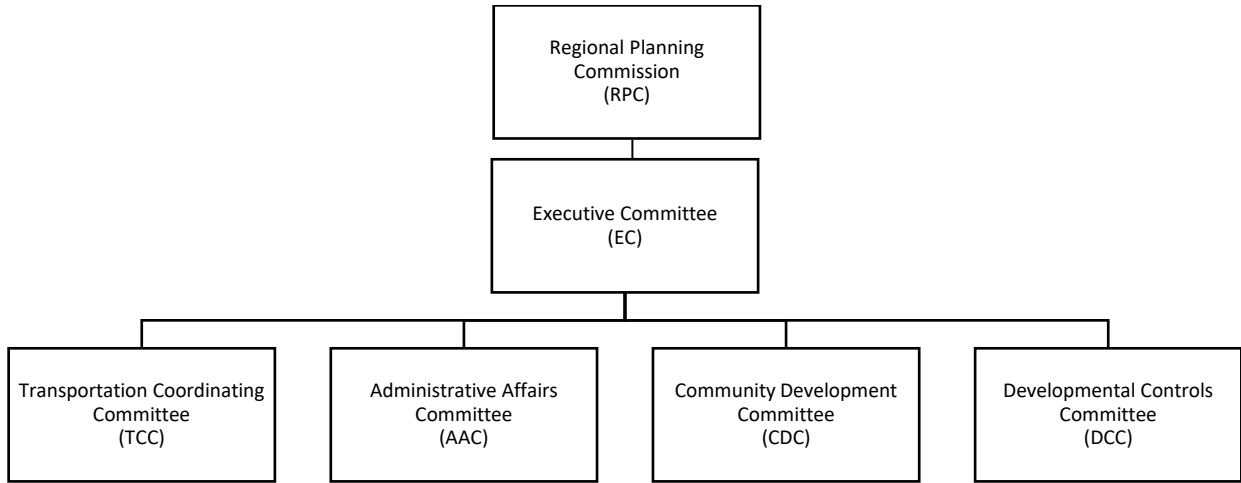 Regional Planning
Commission
(RPC)
Executive Committee
(EC)
Transportation Coordinating
Committee
(TCC)
Administrative Affairs
Committee
(AAC)
Community Development
Committee
(CDC)
Developmental Controls
Committee
(DCC)